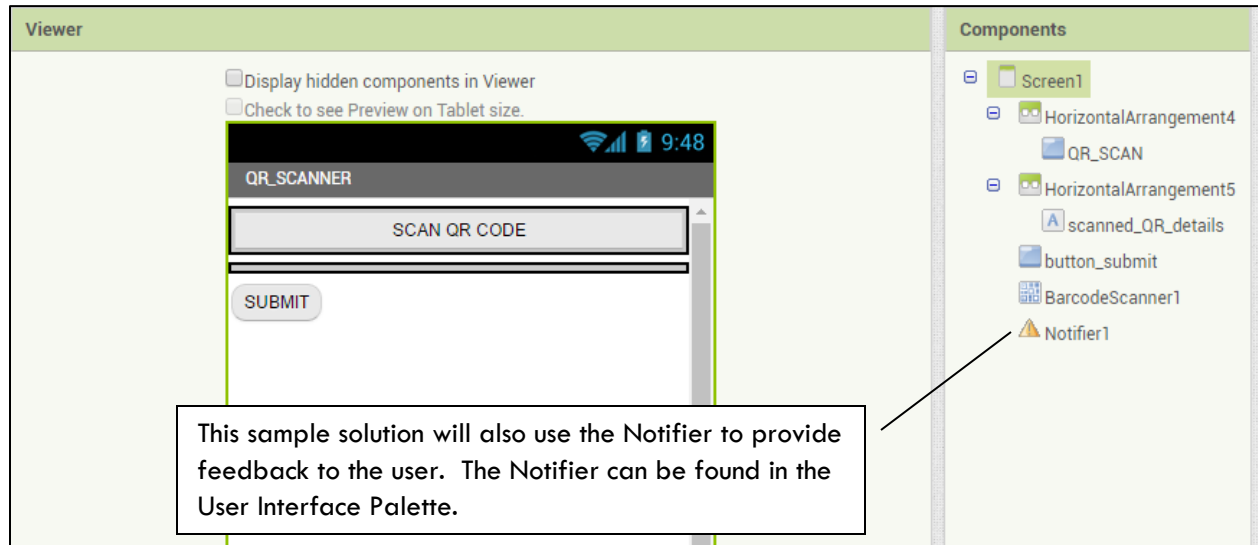 Viewer
Display hidden components in Viewer
Check to see Preview on Tablet size.
9:48
QR_SCANNER
SCAN QR CODE
SUBMIT
This sample solution will also use the Notifier to provide
feedback to the user. The Notifier can be found in the
User Interface Palette.
Components
Screen1
HorizontalArrangement4
QR_SCAN
HorizontalArrangement5
A scanned_QR_details
button_submit
BarcodeScanner1
Notifier1